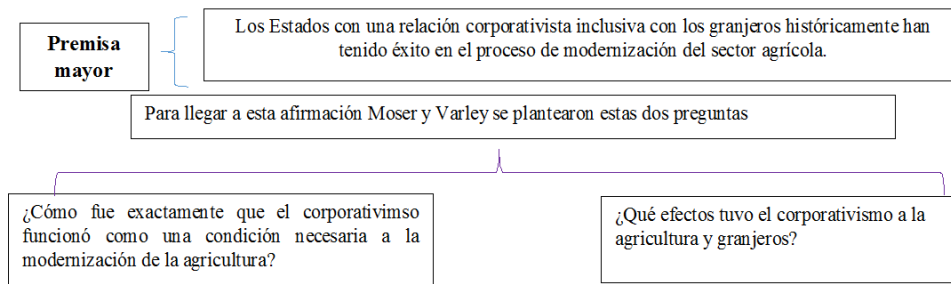 Premisa
mayor
Los Estados con una relación corporativista inclusiva con los granjeros históricamente han
tenido éxito en el proceso de modernización del sector agrícola.
Para llegar a esta afirmación Moser y Varley se plantearon estas dos preguntas
¿Cómo fue exactamente que el corporativimso
funcionó como una condición necesaria a la
modernización de la agricultura?
¿Qué efectos tuvo el corporativismo a la
agricultura y granjeros?